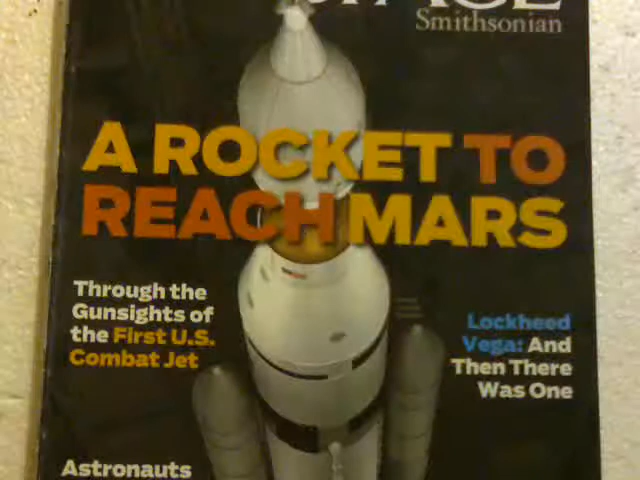 Smithsonian
A ROCKET TO
REACH MARS
Through the
Gunsights of
the First U.S.
Combat Jet
Lockheed
Vega: And
Then There
Was One
Astronauts